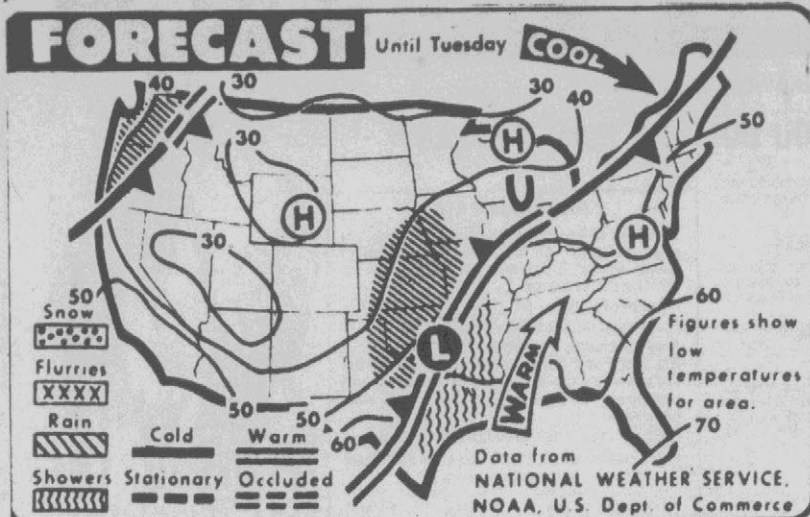 FORECAST Until Tuesday COOL
40 30 30 40
50
30
H
H
H
30
50
50 50
60
L
WARM
60
70
Snow
Flurries
XXXX
Rain
Showers
Cold Warm
Stationary Occluded
Figures show
low
temperatures
for area.
Data from
NATIONAL WEATHER SERVICE,
NOAA, U.S. Dept. of Commerce